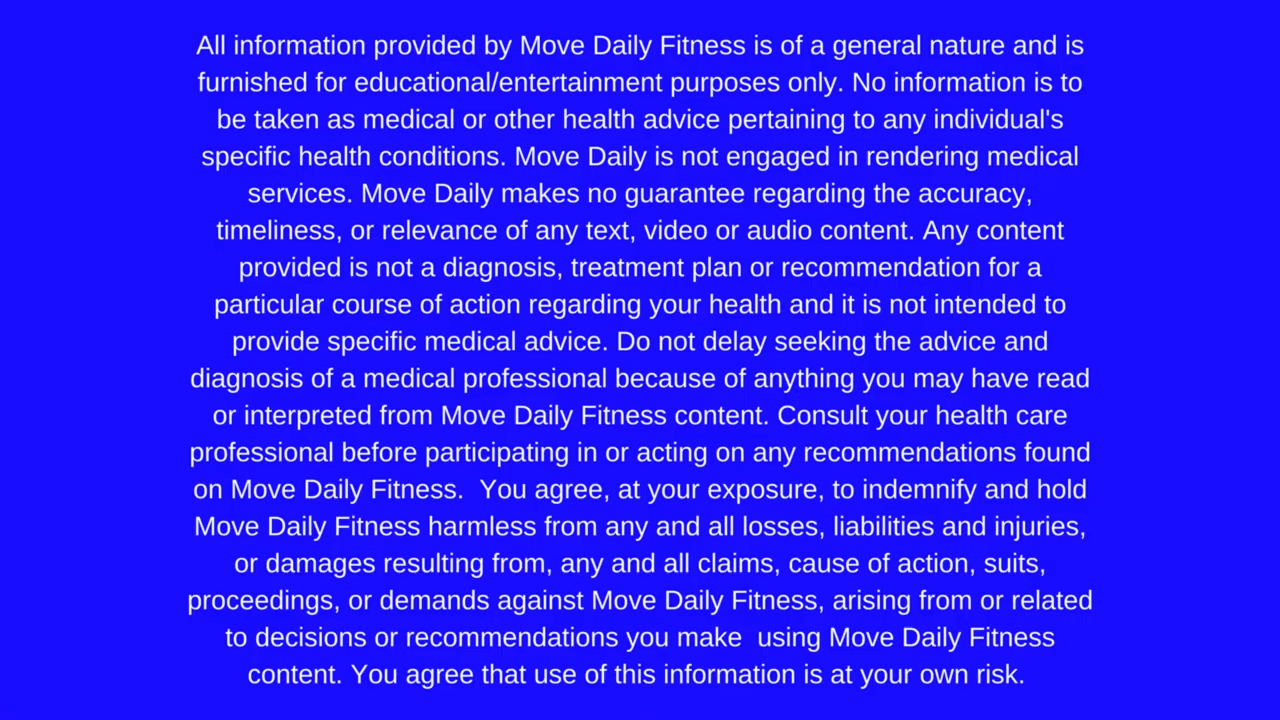 All information provided by Move Daily Fitness is of a general nature and is
furnished for educational/entertainment purposes only. No information is to
be taken as medical or other health advice pertaining to any individual's
specific health conditions. Move Daily is not engaged in rendering medical
services. Move Daily makes no guarantee regarding the accuracy,
timeliness, or relevance of any text, video or audio content. Any content
provided is not a diagnosis, treatment plan or recommendation for a
particular course of action regarding your health and it is not intended to
provide specific medical advice. Do not delay seeking the advice and
diagnosis of a medical professional because of anything you may have read
or interpreted from Move Daily Fitness content. Consult your health care
professional before participating in or acting on any recommendations found
on Move Daily Fitness.  You agree, at your exposure, to indemnify and hold
Move Daily Fitness harmless from any and all losses, liabilities and injuries,
or damages resulting from, any and all claims, cause of action, suits,
proceedings, or demands against Move Daily Fitness, arising from or related
to decisions or recommendations you make  using Move Daily Fitness
content. You agree that use of this information is at your own risk.